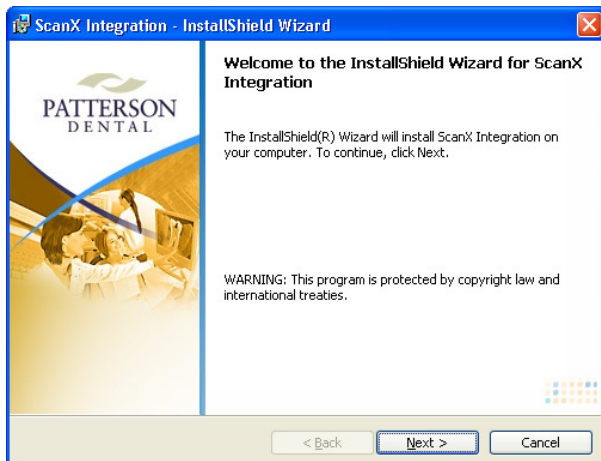 ScanX Integration - InstallShield Wizard
PATTERSON
DENTAL
Welcome to the InstallShield Wizard for ScanX
Integration
The InstallShield(R) Wizard will install ScanX Integration on
your computer. To continue, click Next.
WARNING: This program is protected by copyright law and
international treaties.
< Back
Next >
Cancel